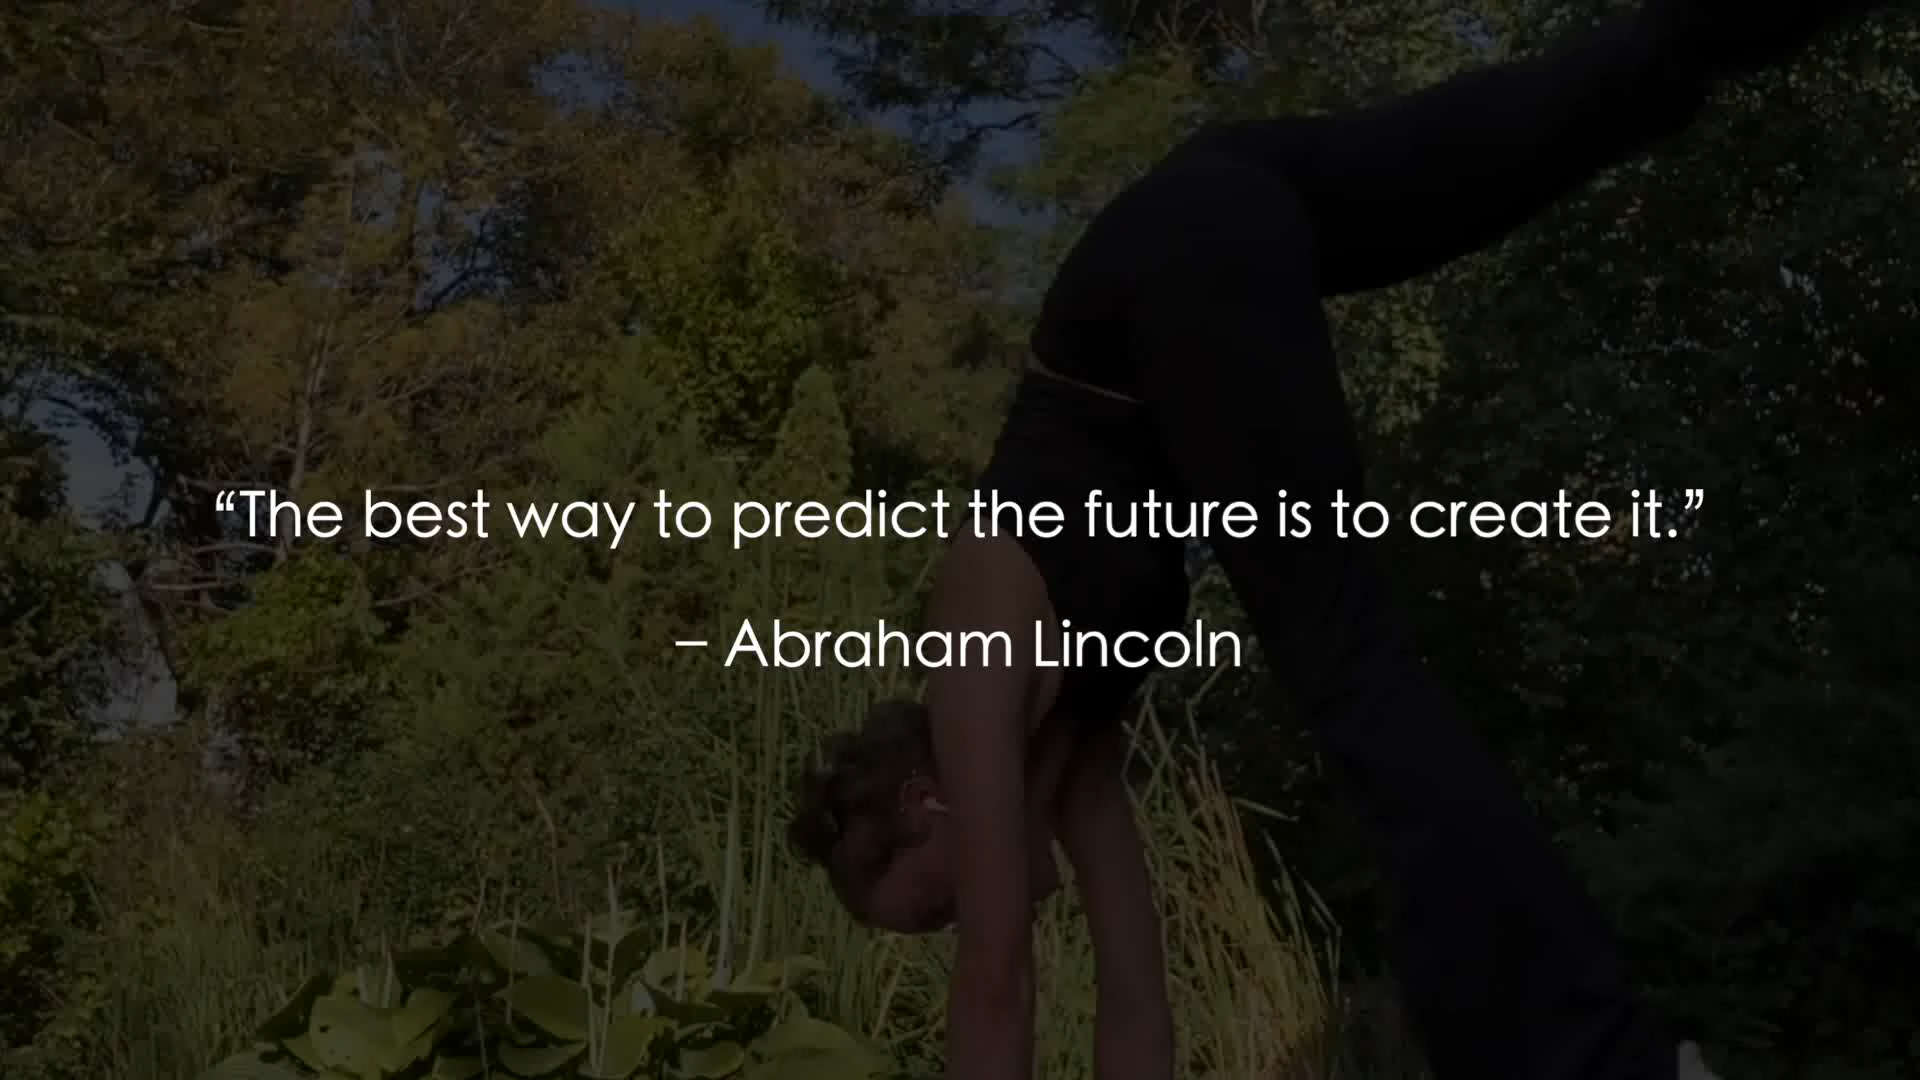 “The best way to predict the future is to create it.”
– Abraham Lincoln